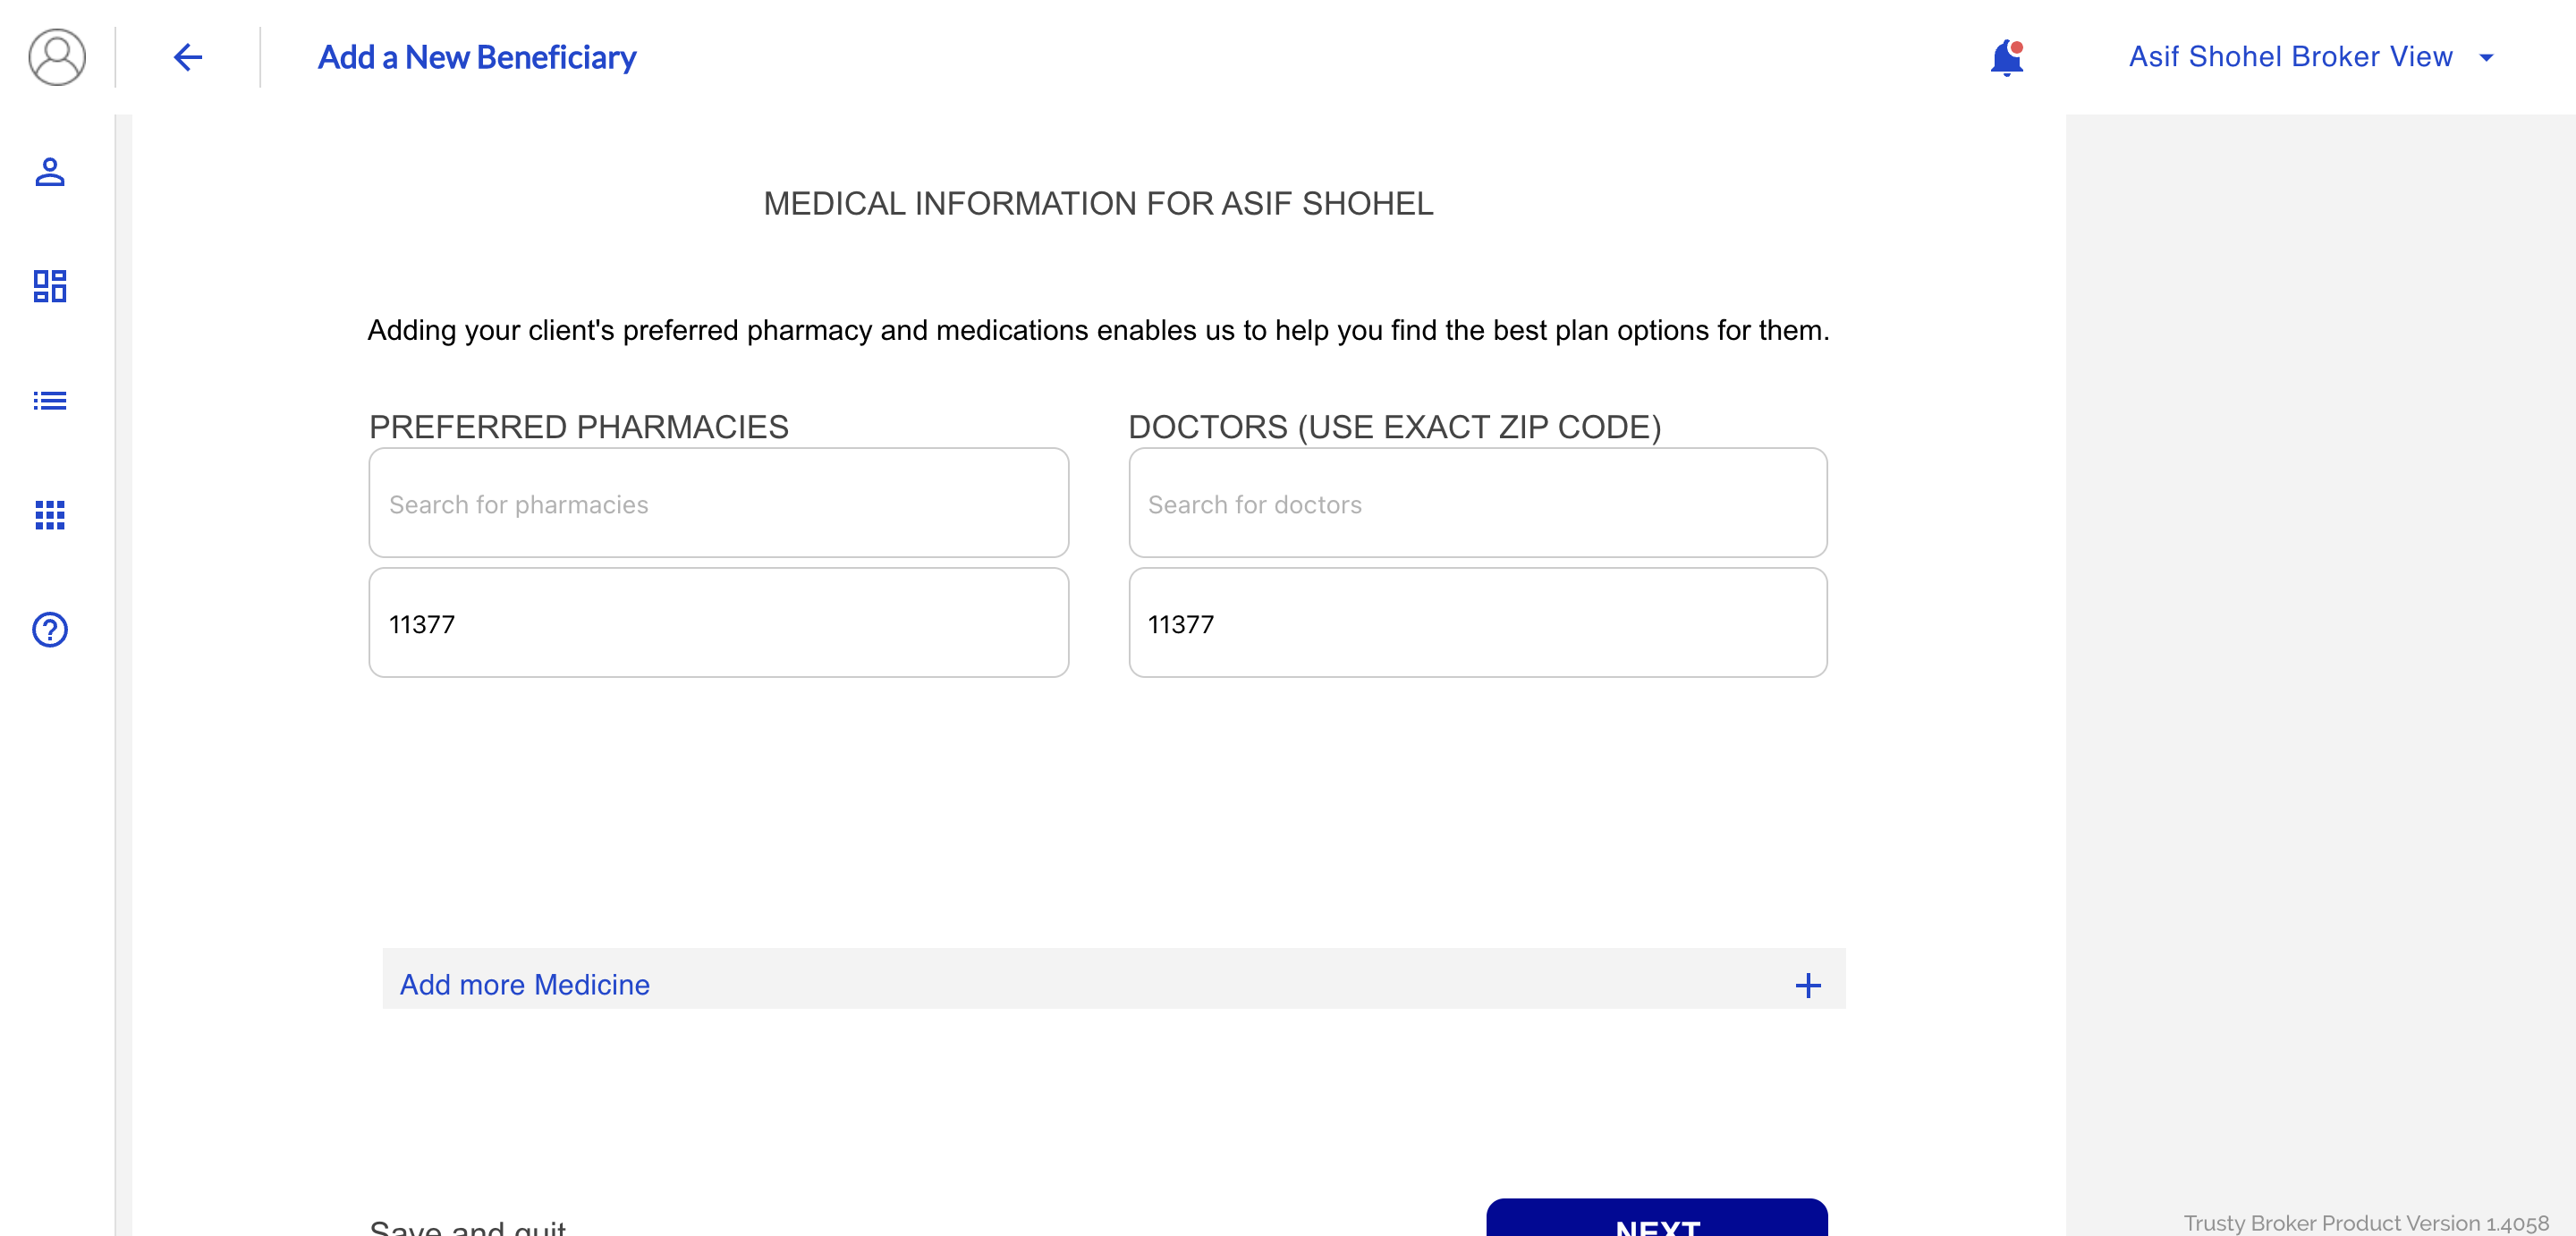 Add a New Beneficiary
Asif Shohel Broker View
MEDICAL INFORMATION FOR ASIF SHOHEL
Adding your client's preferred pharmacy and medications enables us to help you find the best plan options for them.
PREFERRED PHARMACIES
DOCTORS (USE EXACT ZIP CODE)
Search for pharmacies
Search for doctors
11377
11377
Add more Medicine
Save and quit
NEXT
Trusty Broker Product Version 1.4058